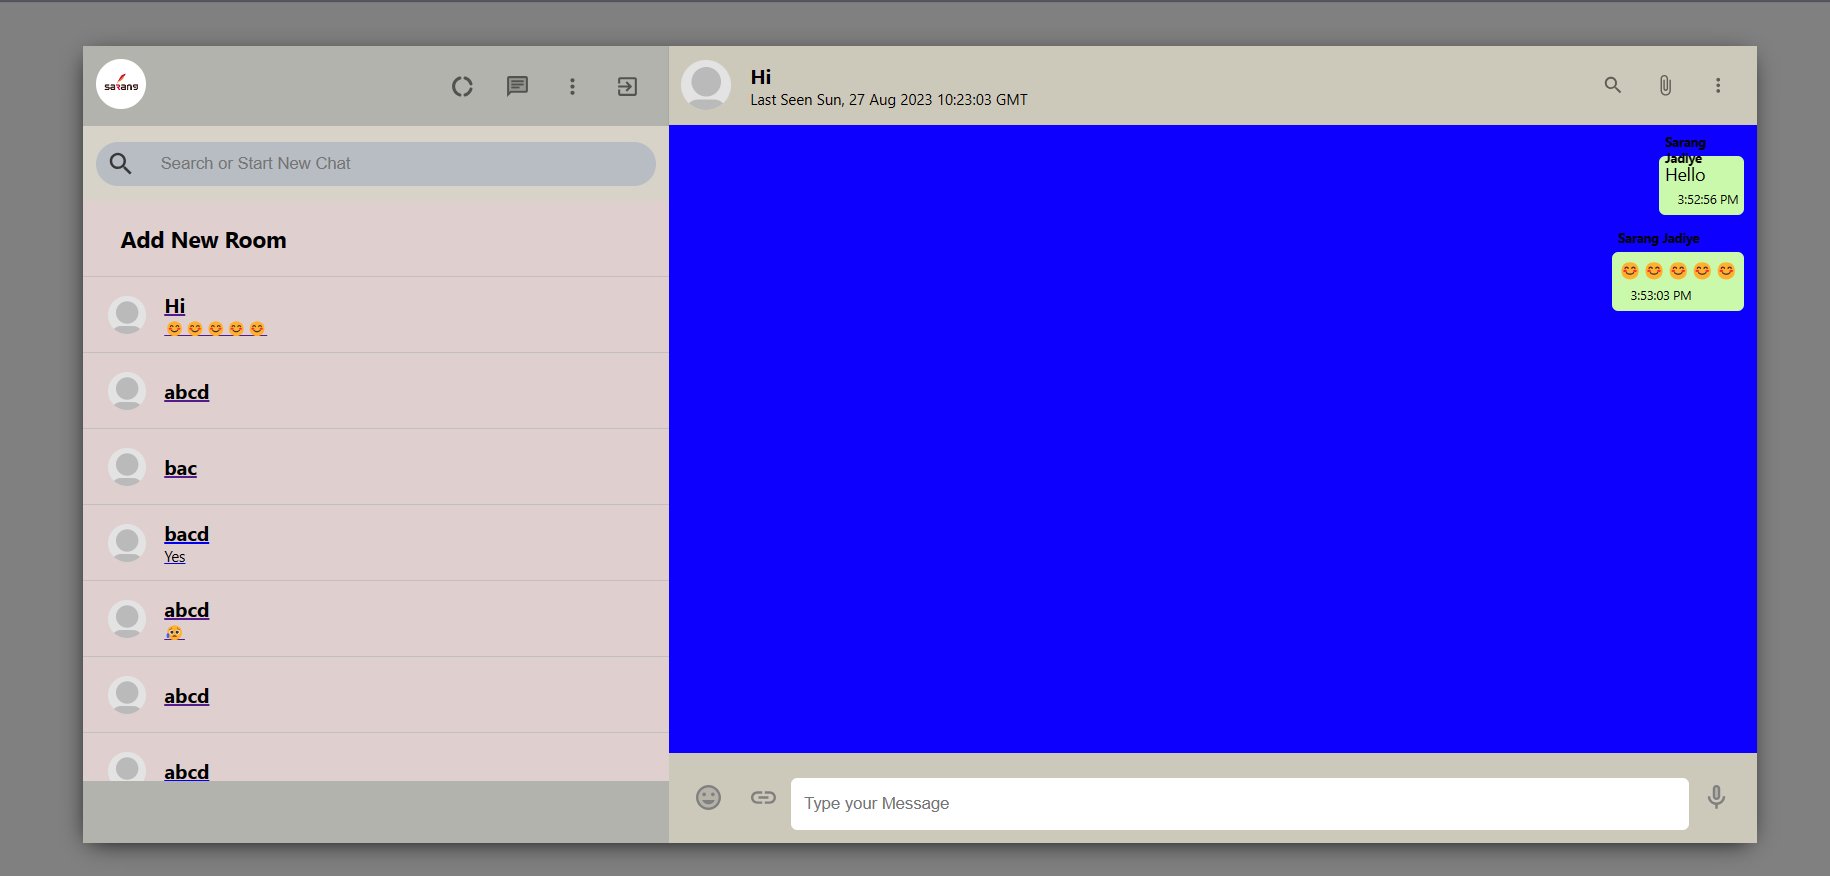 sarang
Search or Start New Chat
Add New Room
Hi
😊😊😊😊😊
abcd
bac
bacd
Yes
abcd
😥
abcd
abcd
Hi
Last Seen Sun, 27 Aug 2023 10:23:03 GMT
Sarang
Jadiye
Hello
3:52:56 PM
Sarang Jadiye
😊😊😊😊😊
3:53:03 PM
Type your Message